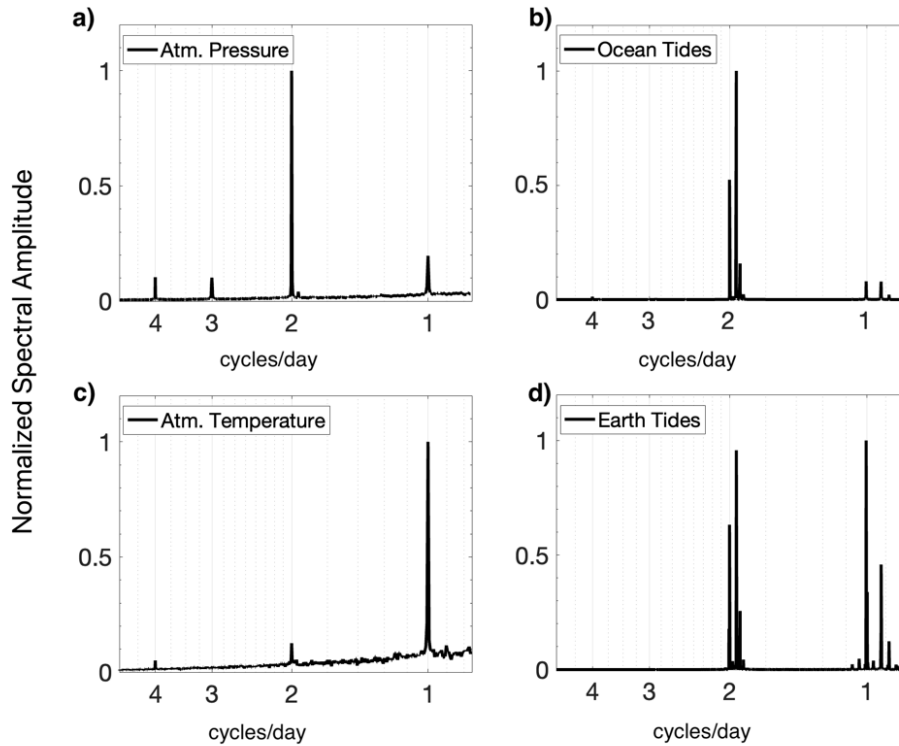 Normalized Spectral Amplitude
a)
Atm. Pressure
1
0.5
0
4 3 2 1
cycles/day
b)
Ocean Tides
1
0.5
0
4 3 2 1
cycles/day
c)
Atm. Temperature
1
0.5
0
4 3 2 1
cycles/day
d)
Earth Tides
1
0.5
0
4 3 2 1
cycles/day